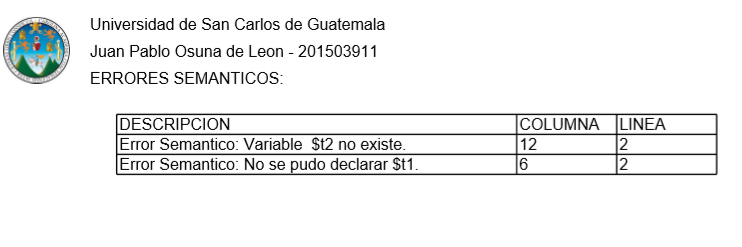 Universidad de San Carlos de Guatemala
Juan Pablo Osuna de Leon - 201503911
ERRORES SEMANTICOS:
DESCRIPCION COLUMNA LINEA
Error Semantico: Variable  $t2 no existe. 12 2
Error Semantico: No se pudo declarar $t1. 6 2